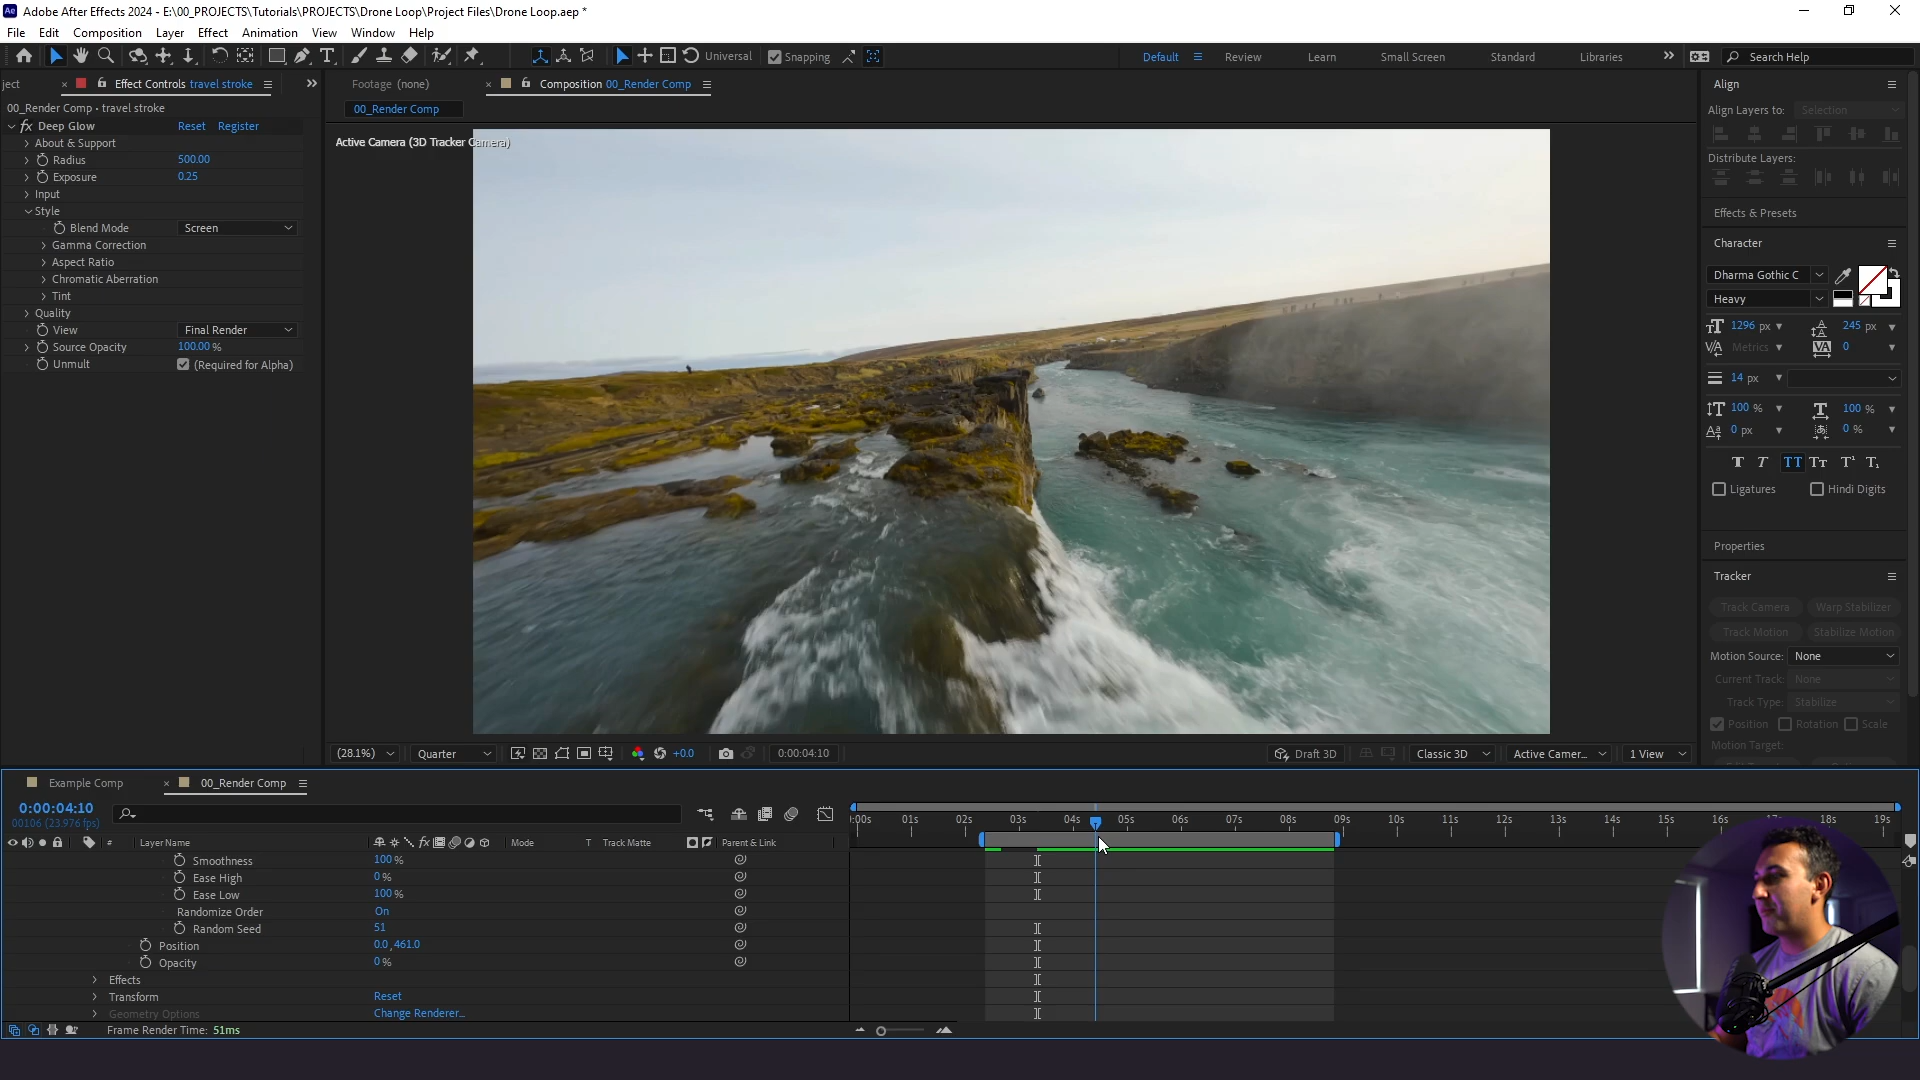 Adobe After Effects 2024 - E:\00_PROJECTS\Tutorials\PROJECTS\Drone Loop\Project Files\Drone Loop.aep *
File Edit Composition Layer Effect Animation View Window Help
Universal Snapping Default Review Learn Small Screen Standard Libraries Search Help
ject Effect Controls travel stroke
00_Render Comp • travel stroke
fx Deep Glow Reset Register
About & Support
Radius 500.00
Exposure 0.25
Input
Style
Blend Mode Screen
Gamma Correction
Aspect Ratio
Chromatic Aberration
Tint
Quality
View Final Render
Source Opacity 100.00 %
Unmult (Required for Alpha)
Footage (none) Composition 00_Render Comp
00_Render Comp
Active Camera (3D Tracker Camera)
(28.1%) Quarter +0.0 0:00:04:10 Draft 3D Classic 3D Active Camer... 1 View
Align
Align Layers to: Selection
Distribute Layers:
Effects & Presets
Character
Dharma Gothic C
Heavy
1296 px 245 px
Metrics 0
14 px
100 % 100 %
0 px 0 %
Ligatures Hindi Digits
Properties
Tracker
Track Camera Warp Stabilizer
Track Motion Stabilize Motion
Motion Source: None
Current Track: None
Track Type: Stabilize
Position Rotation Scale
Motion Target:
Example Comp 00_Render Comp
0:00:04:10
00106 (23.976 fps)
:00s 01s 02s 03s 04s 05s 06s 07s 08s 09s 10s 11s 12s 13s 14s 15s 16s 17s 18s 19s
# Layer Name Mode T Track Matte Parent & Link
Smoothness 100 %
Ease High 0 %
Ease Low 100 %
Randomize Order On
Random Seed 51
Position 0.0, 461.0
Opacity 0 %
Effects
Transform Reset
Geometry Options Change Renderer...
Frame Render Time: 51ms